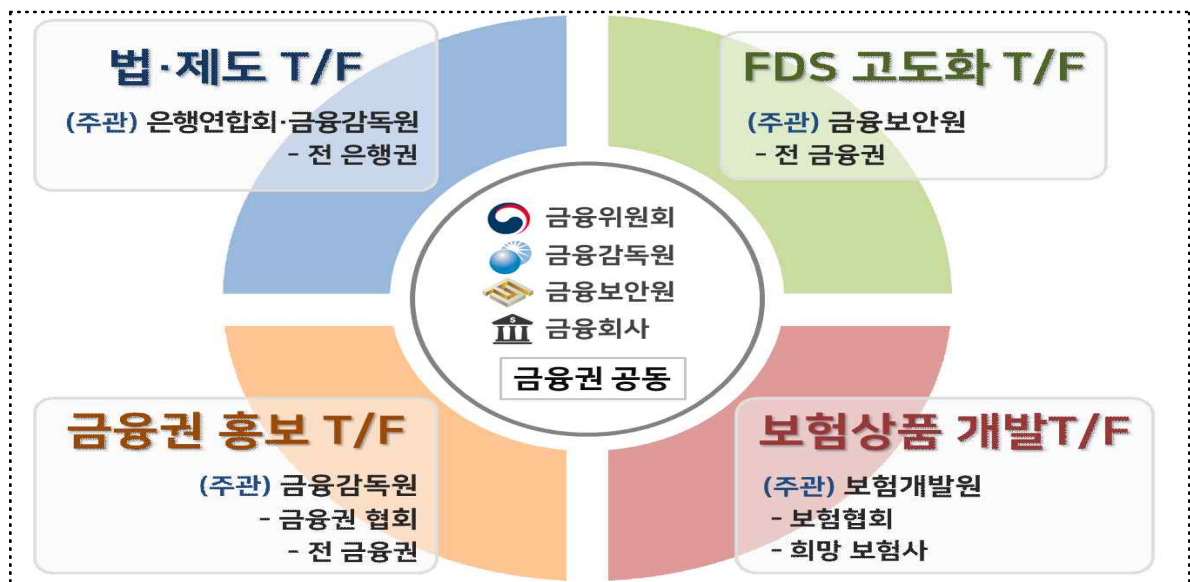 법·제도 T/F
(주관) 은행연합회·금융감독원
- 전 은행권
FDS 고도화 T/F
(주관) 금융보안원
- 전 금융권
금융위원회
금융감독원
금융보안원
$
금융회사
금융권 공동
금융권 홍보 T/F
(주관) 금융감독원
- 금융권 협회
- 전 금융권
보험상품 개발T/F
(주관) 보험개발원
- 보험협회
- 희망 보험사